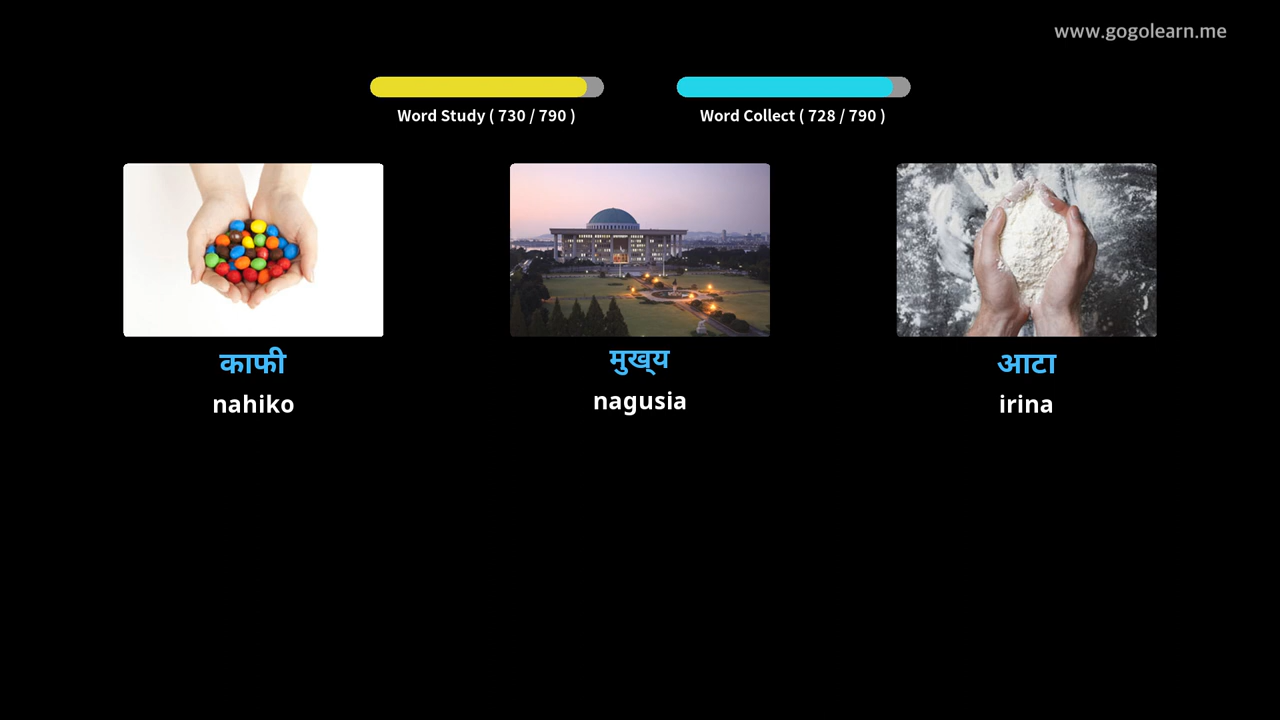 www.gogolearn.me
Word Study ( 730 / 790 )
Word Collect ( 728 / 790 )
काफी
मुख्‌य
आटा
nahiko
nagusia
irina